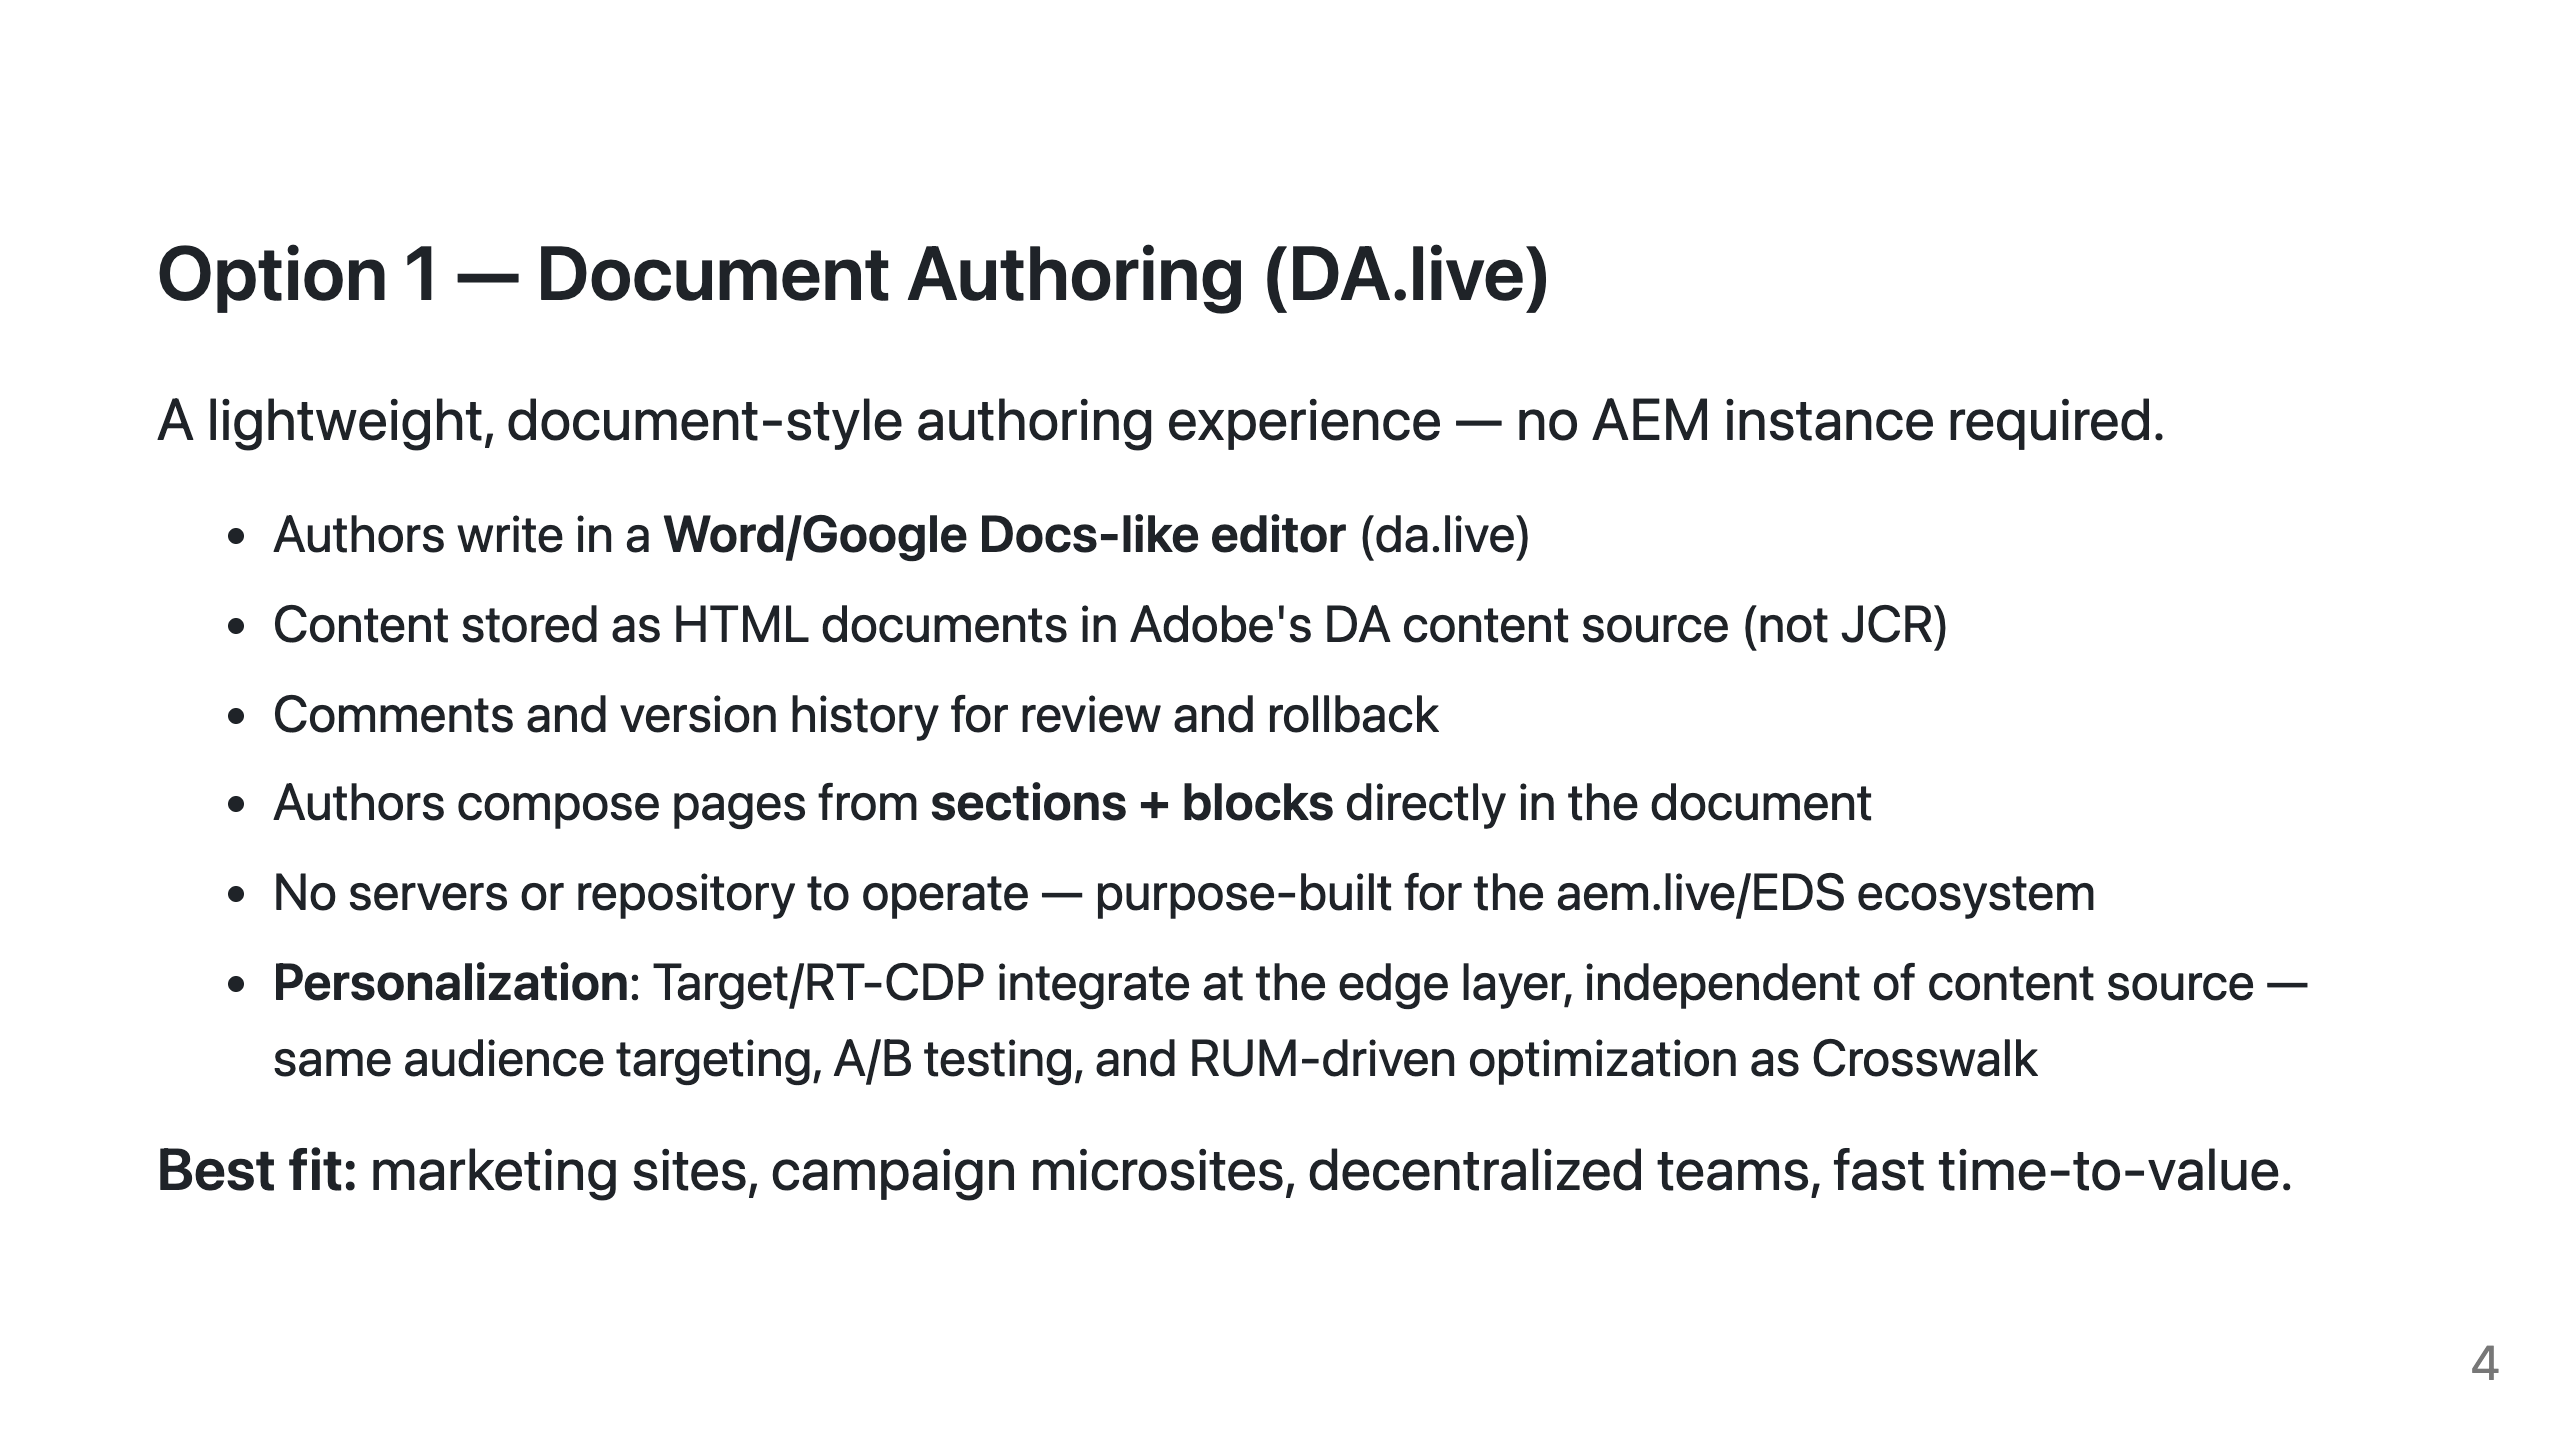 Option 1 — Document Authoring (DA.live)
A lightweight, document-style authoring experience — no AEM instance required.
• Authors write in a Word/Google Docs-like editor (da.live)
• Content stored as HTML documents in Adobe's DA content source (not JCR)
• Comments and version history for review and rollback
• Authors compose pages from sections + blocks directly in the document
• No servers or repository to operate — purpose-built for the aem.live/EDS ecosystem
• Personalization: Target/RT-CDP integrate at the edge layer, independent of content source —
same audience targeting, A/B testing, and RUM-driven optimization as Crosswalk
Best fit: marketing sites, campaign microsites, decentralized teams, fast time-to-value.
4